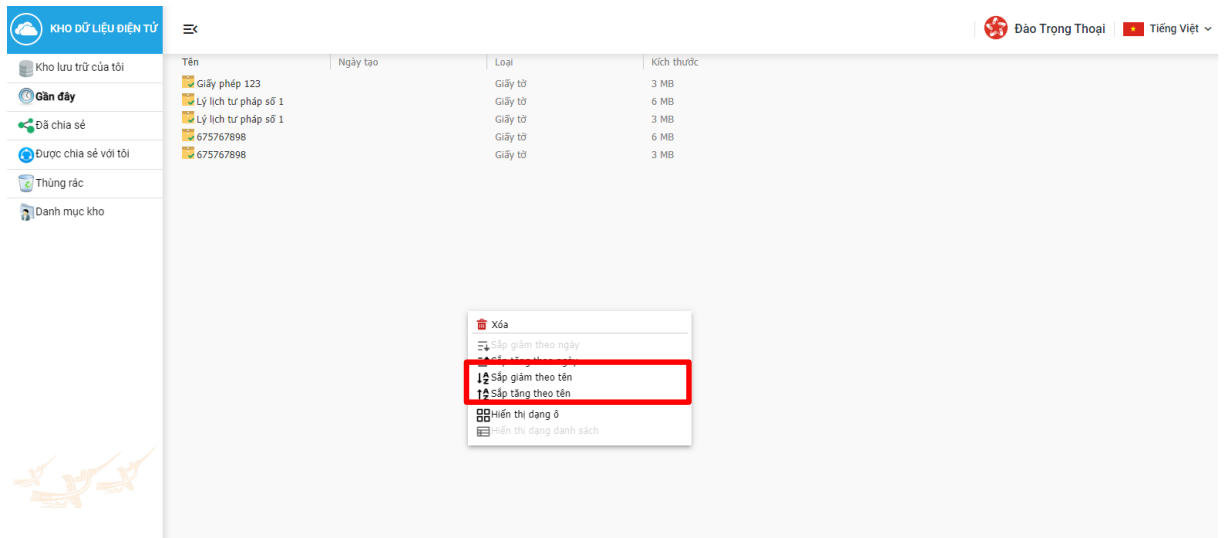 KHO DỮ LIỆU ĐIỆN TỬ
Đào Trọng Thoại
Tiếng Việt
Kho lưu trữ của tôi
Gần đây
Đã chia sẻ
Được chia sẻ với tôi
Thùng rác
Danh mục kho
Tên Ngày tạo Loại Kích thước
Giấy phép 123 Giấy tờ 3 MB
Lý lịch tư pháp số 1 Giấy tờ 6 MB
Lý lịch tư pháp số 1 Giấy tờ 3 MB
675767898 Giấy tờ 6 MB
675767898 Giấy tờ 3 MB
Xóa
Sắp giảm theo ngày
Sắp tăng theo ngày
Sắp giảm theo tên
Sắp tăng theo tên
Hiển thị dạng ô
Hiển thị dạng danh sách